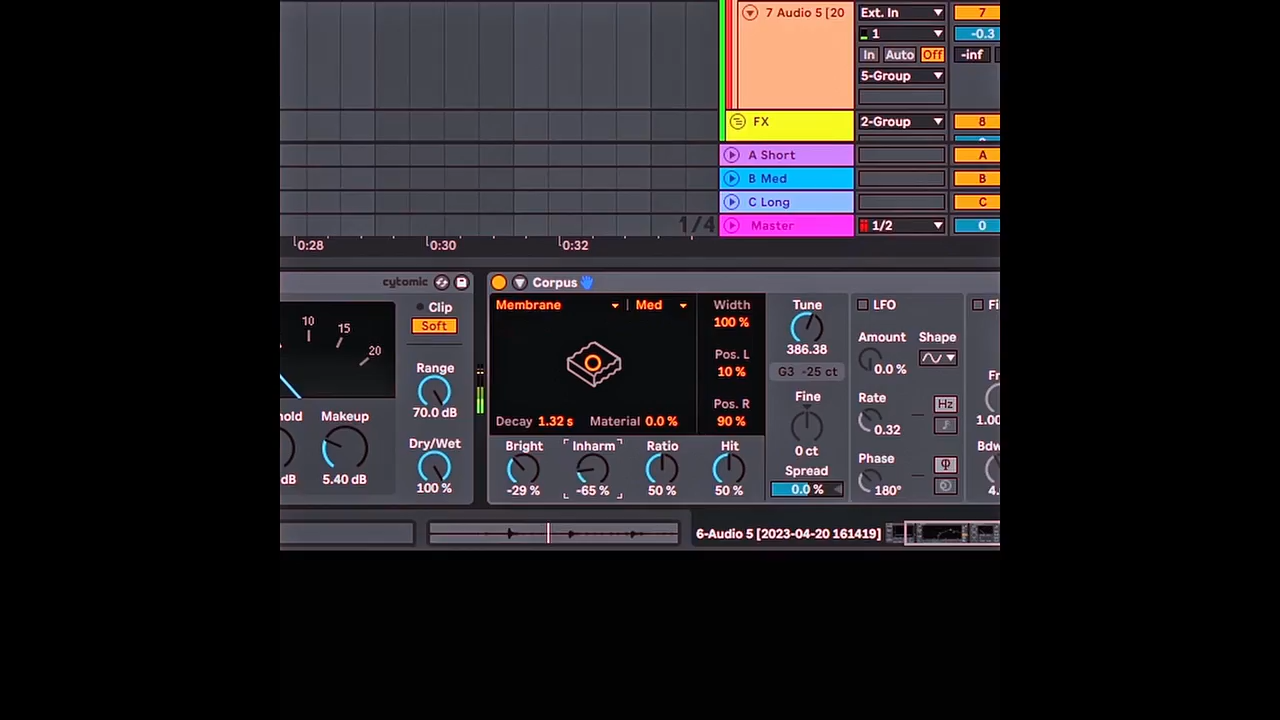 7 Audio 5 [20
Ext. In
7
1
-0.3
In Auto Off
-inf
5-Group
FX
2-Group
8
A Short
A
B Med
B
C Long
C
1/4
Master
1/2
0
0:28
0:30
0:32
cytomic
Corpus
10
15
20
Clip
Soft
Range
70.0 dB
Makeup
5.40 dB
dB
Dry/Wet
100 %
Membrane
Med
Width
100 %
Pos. L
10 %
Pos. R
90 %
Decay 1.32 s
Material 0.0 %
Bright
-29 %
Inharm
-65 %
Ratio
50 %
Hit
50 %
Tune
386.38
G3 -25 ct
Fine
0 ct
Spread
0.0 %
LFO
Amount
0.0 %
Shape
Rate
0.32
Hz
Phase
180°
6-Audio 5 [2023-04-20 161419]